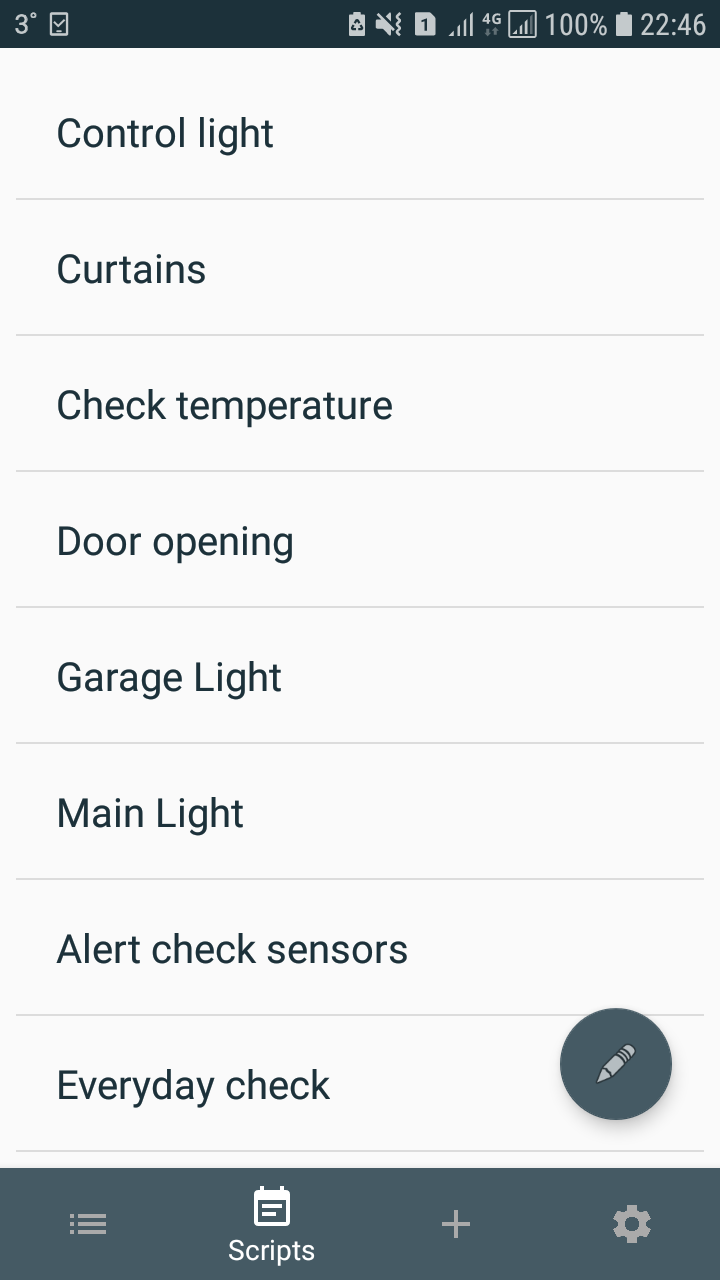 3° 1 4G 100% 22:46
Control light
Curtains
Check temperature
Door opening
Garage Light
Main Light
Alert check sensors
Everyday check
Scripts